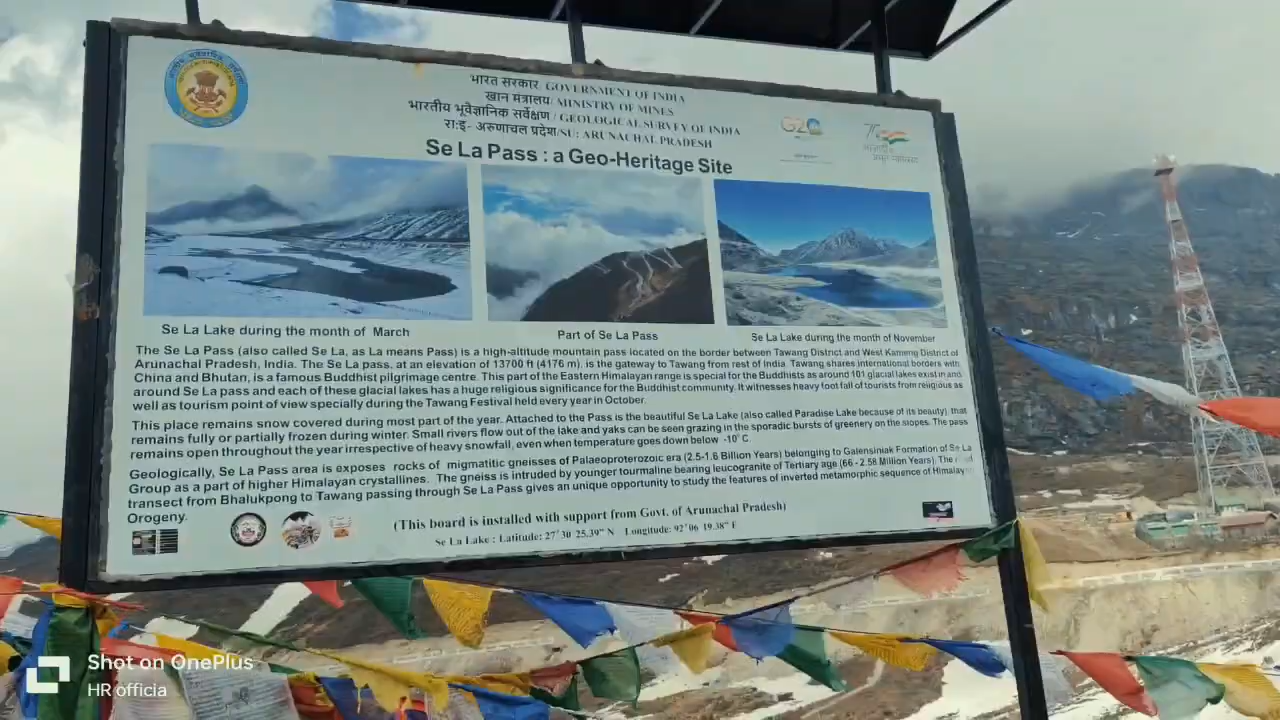 भारत सरकार/ GOVERNMENT OF INDIA
खान मंत्रालय/ MINISTRY OF MINES
भारतीय भूवैज्ञानिक सर्वेक्षण / GEOLOGICAL SURVEY OF INDIA
रा:इ- अरुणाचल प्रदेश/SU: ARUNACHAL PRADESH
G20
Se La Pass : a Geo-Heritage Site
Se La Lake during the month of March
Part of Se La Pass
Se La Lake during the month of November
The Se La Pass (also called Se La, as La means Pass) is a high-altitude mountain pass located on the border between Tawang District and West Kameng District of
Arunachal Pradesh, India. The Se La pass, at an elevation of 13700 ft (4176 m), is the gateway to Tawang from rest of India. Tawang shares international borders with
China and Bhutan, is a famous Buddhist pilgrimage centre. This part of the Eastern Himalayan range is special for the Buddhists as around 101 glacial lakes exist in and
around Se La pass and each of these glacial lakes has a huge religious significance for the Buddhist community. It witnesses heavy foot fall of tourists from religious as
well as tourism point of view specially during the Tawang Festival held every year in October.
This place remains snow covered during most part of the year. Attached to the Pass is the beautiful Se La Lake (also called Paradise Lake because of its beauty) that
remains fully or partially frozen during winter. Small rivers flow out of the lake and yaks can be seen grazing in the sporadic bursts of greenery on the slopes. The pass
remains open throughout the year irrespective of heavy snowfall, even when temperature goes down below -10° C.
Geologically, Se La Pass area is exposes rocks of migmatitic gneisses of Palaeoproterozoic era (2.5-1.6 Billion Years) belonging to Galensiniak Formation of Se La
Group as a part of higher Himalayan crystallines. The gneiss is intruded by younger tourmaline bearing leucogranite of Tertiary age (66 - 2.58 Million Years). The
transect from Bhalukpong to Tawang passing through Se La Pass gives an unique opportunity to study the features of inverted metamorphic sequence of Himalayan
Orogeny.
(This board is installed with support from Govt. of Arunachal Pradesh)
Se La Lake : Latitude: 27° 30' 25.39" N Longitude: 92° 06' 19.38" E
Shot on OnePlus
HR officia